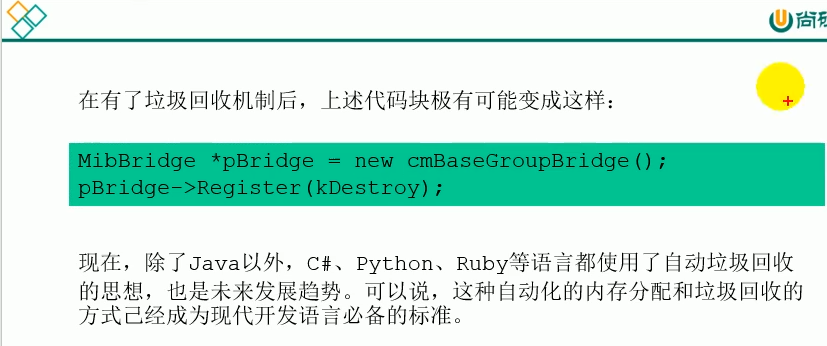 尚硅
在有了垃圾回收机制后，上述代码块极有可能变成这样：
MibBridge *pBridge = new cmBaseGroupBridge();
pBridge->Register(kDestroy);
现在，除了Java以外，C#、Python、Ruby等语言都使用了自动垃圾回收
的思想，也是未来发展趋势。可以说，这种自动化的内存分配和垃圾回收的
方式己经成为现代开发语言必备的标准。